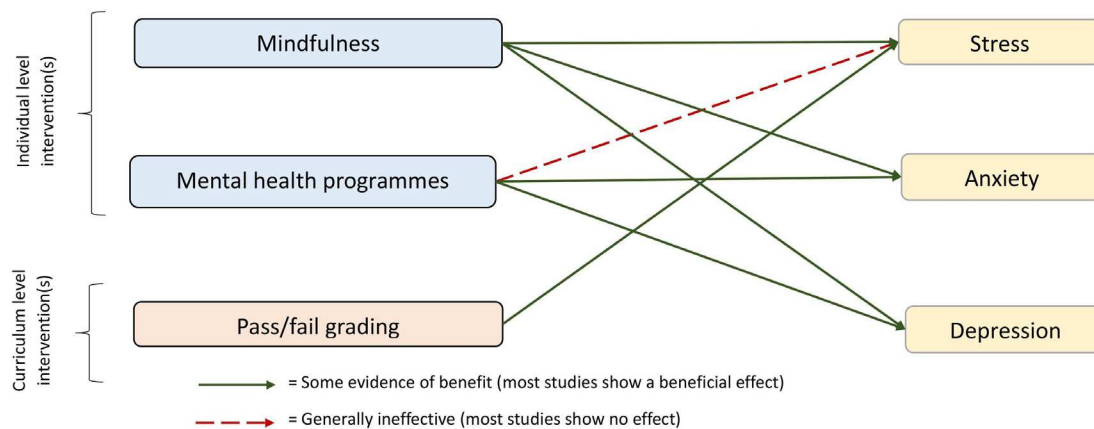 Individual level
intervention(s)
Mindfulness
Stress
Mental health programmes
Anxiety
Curriculum level
intervention(s)
Pass/fail grading
Depression
= Some evidence of benefit (most studies show a beneficial effect)
= Generally ineffective (most studies show no effect)